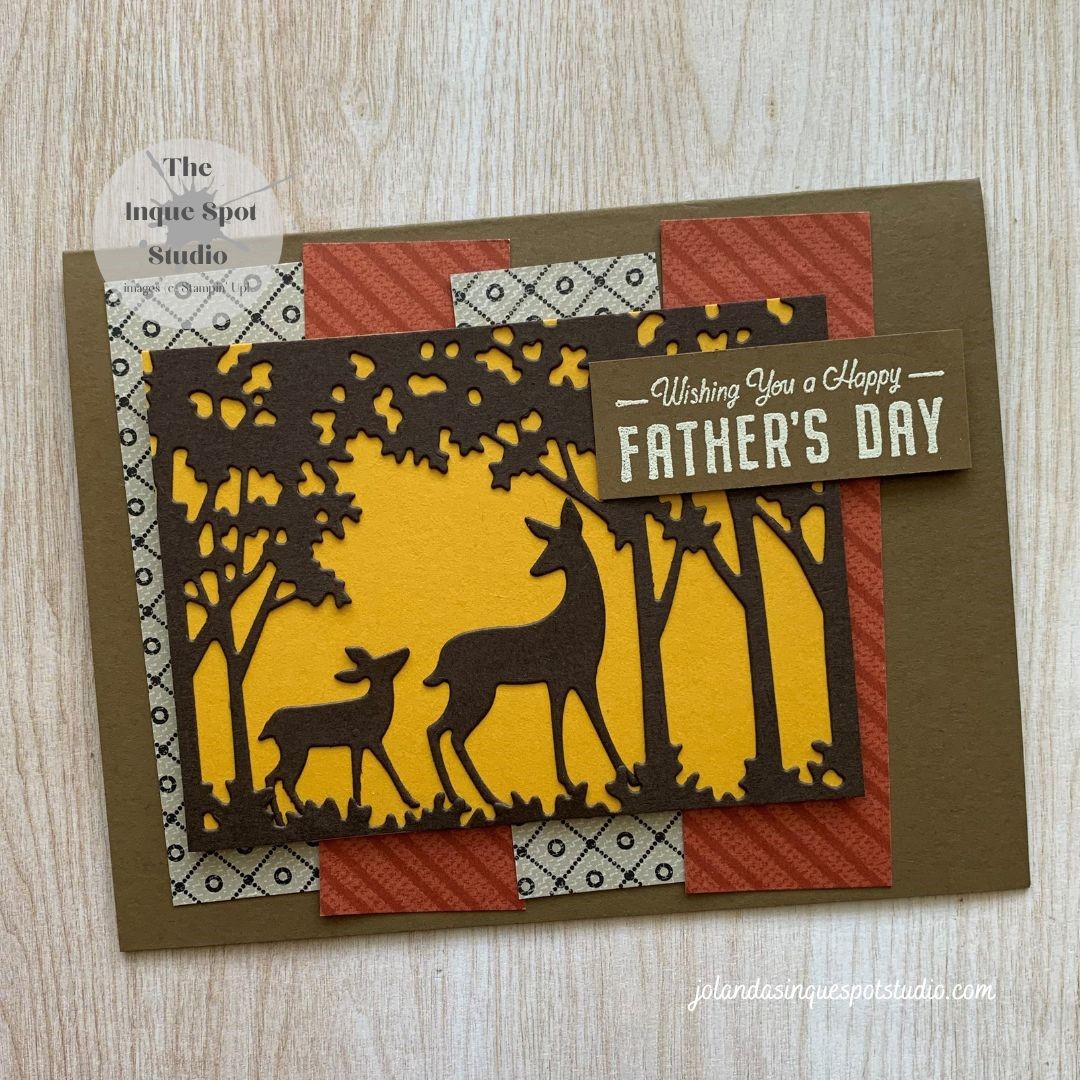 The
Inque Spot
Studio
images (c) Stampin' Up!
Wishing You a Happy
FATHER'S DAY
jolandasinquespotstudio.com